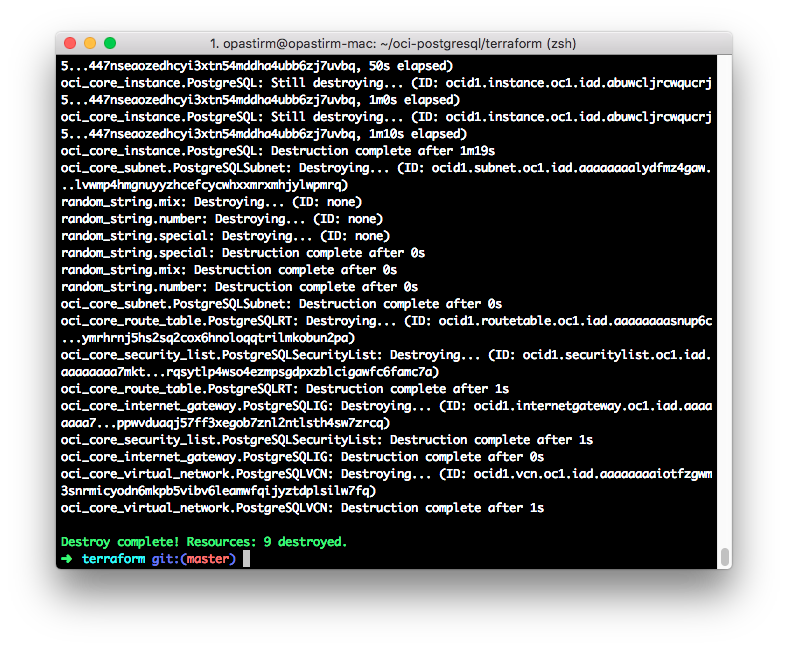 1. opastirm@opastirm-mac: ~/oci-postgresql/terraform (zsh)
5...447nseaozedhcyi3xtn54mddha4ubb6zj7uvbq, 50s elapsed)
oci_core_instance.PostgreSQL: Still destroying... (ID: ocid1.instance.oc1.iad.abuwcljrcwqucrj
5...447nseaozedhcyi3xtn54mddha4ubb6zj7uvbq, 1m0s elapsed)
oci_core_instance.PostgreSQL: Still destroying... (ID: ocid1.instance.oc1.iad.abuwcljrcwqucrj
5...447nseaozedhcyi3xtn54mddha4ubb6zj7uvbq, 1m10s elapsed)
oci_core_instance.PostgreSQL: Destruction complete after 1m19s
oci_core_subnet.PostgreSQLSubnet: Destroying... (ID: ocid1.subnet.oc1.iad.aaaaaaaalydfmz4gaw.
..lvwmp4hmgnuyyzhcefcycwhxxmrxmhjylwpmrq)
random_string.mix: Destroying... (ID: none)
random_string.number: Destroying... (ID: none)
random_string.special: Destroying... (ID: none)
random_string.special: Destruction complete after 0s
random_string.mix: Destruction complete after 0s
random_string.number: Destruction complete after 0s
oci_core_subnet.PostgreSQLSubnet: Destruction complete after 0s
oci_core_route_table.PostgreSQLRT: Destroying... (ID: ocid1.routetable.oc1.iad.aaaaaaaasnup6c
...ymrhrnj5hs2sq2cox6hnoloqqtrilmkobun2pa)
oci_core_security_list.PostgreSQLSecurityList: Destroying... (ID: ocid1.securitylist.oc1.iad.
aaaaaaaa7mkt...rqsytlp4wso4ezmpsgdpxzblcigawfc6famc7a)
oci_core_route_table.PostgreSQLRT: Destruction complete after 1s
oci_core_internet_gateway.PostgreSQLIG: Destroying... (ID: ocid1.internetgateway.oc1.iad.aaaa
aaaa7...ppwvduaqj57ff3xegob7znl2ntlsth4sw7zrcq)
oci_core_security_list.PostgreSQLSecurityList: Destruction complete after 1s
oci_core_internet_gateway.PostgreSQLIG: Destruction complete after 0s
oci_core_virtual_network.PostgreSQLVCN: Destroying... (ID: ocid1.vcn.oc1.iad.aaaaaaaaiotfzgwm
3snrmicyodn6mkpb5vibv6leamwfqijyztdplsilw7fq)
oci_core_virtual_network.PostgreSQLVCN: Destruction complete after 1s
Destroy complete! Resources: 9 destroyed.
➜ terraform git:(master)